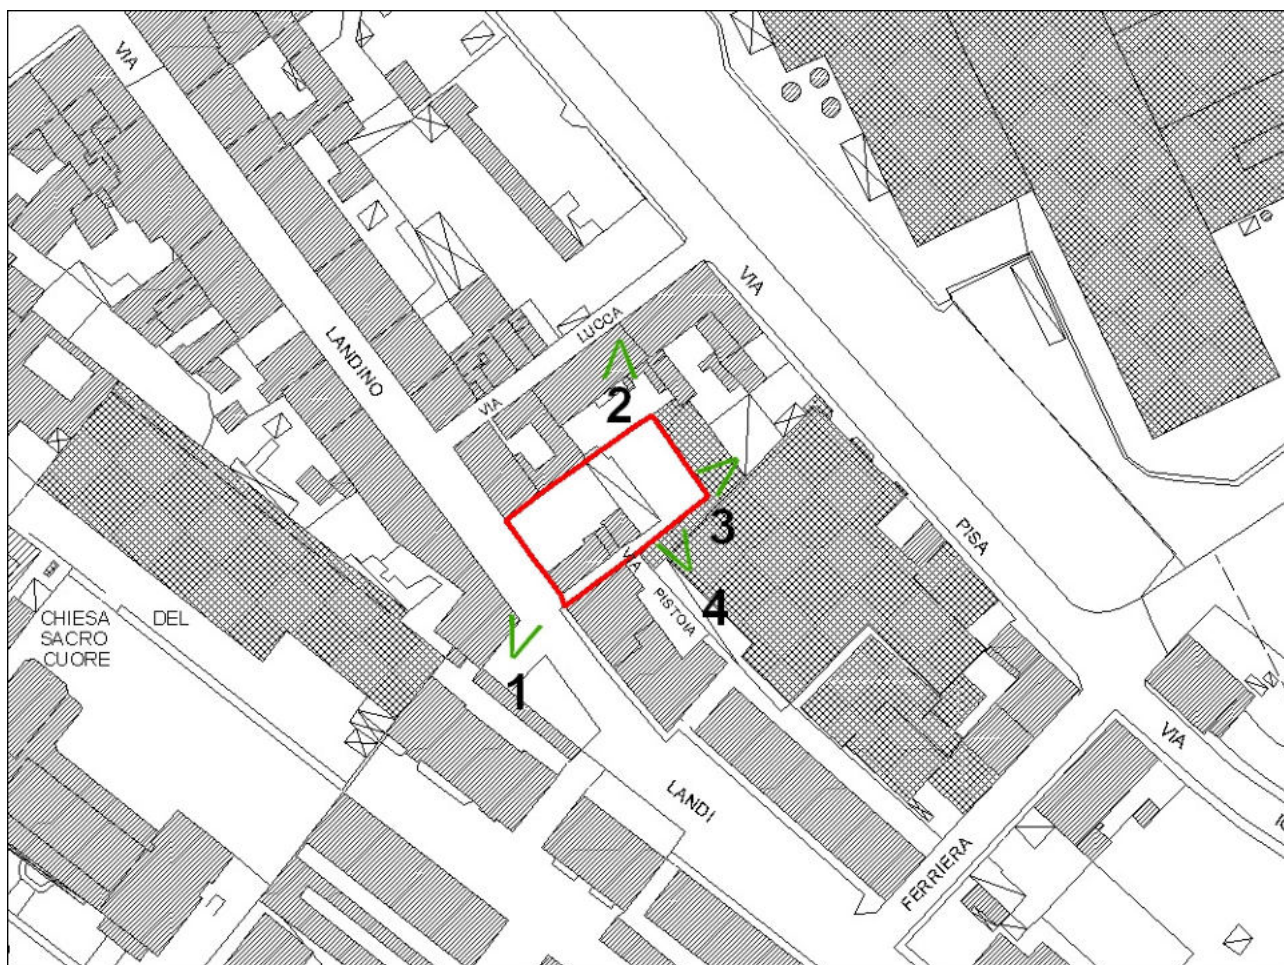 VIA
LANDINO
VIA
LUCCA
VIA
PISA
2
3
VIA
PISTOIA
4
1
CHIESA DEL
SACRO
CUORE
LANDI
FERRIERA
VIA